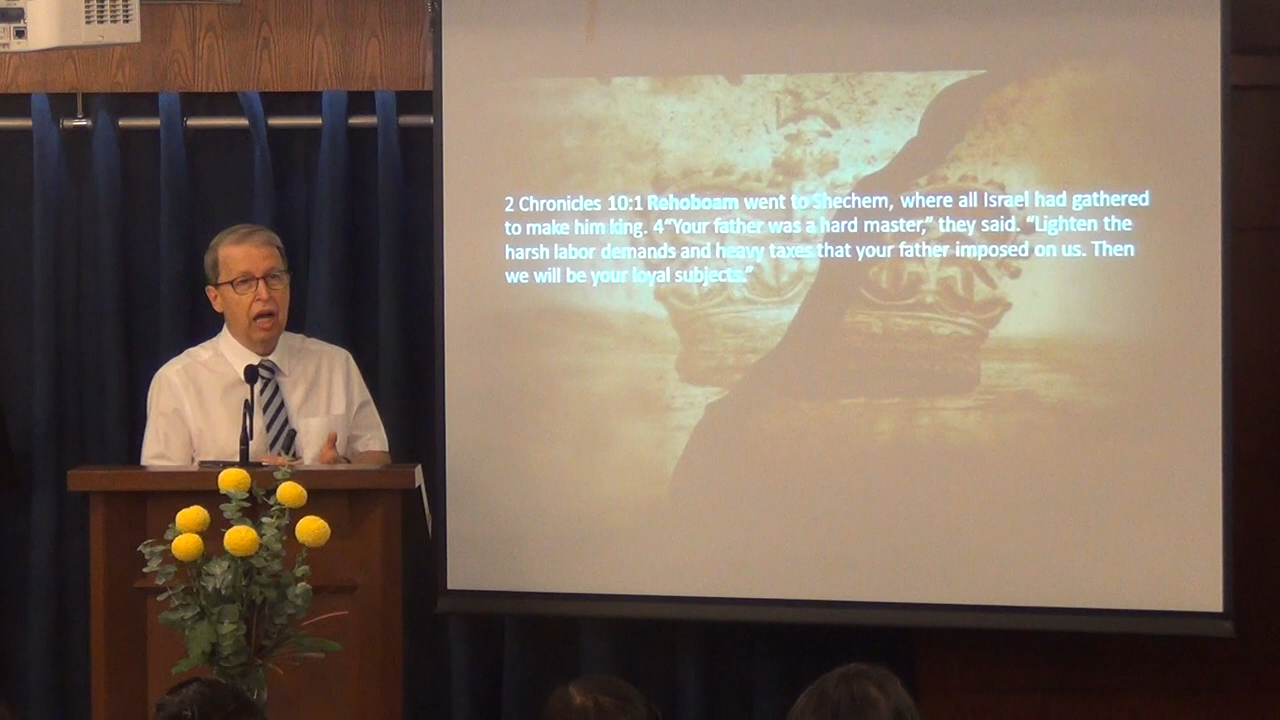 2 Chronicles 10:1 Rehoboam went to Shechem, where all Israel had gathered
to make him king. 4“Your father was a hard master,” they said. “Lighten the
harsh labor demands and heavy taxes that your father imposed on us. Then
we will be your loyal subjects.”